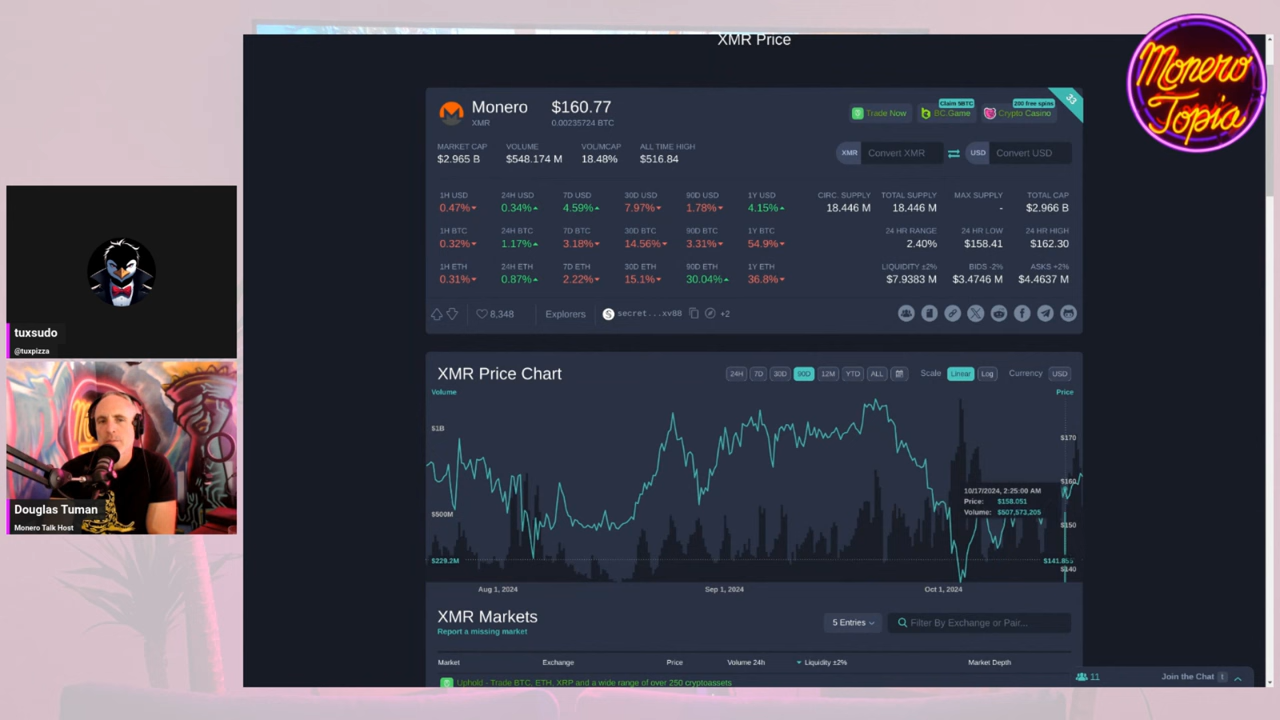 XMR Price
Monero Topia
Monero $160.77
XMR 0.00235724 BTC
Trade Now
Claim 5BTC
BC.Game
200 free spins
Crypto Casino
33
MARKET CAP VOLUME VOL/MCAP ALL TIME HIGH
$2.965 B $548.174 M 18.48% $516.84
XMR Convert XMR USD Convert USD
1H USD 24H USD 7D USD 30D USD 90D USD 1Y USD CIRC. SUPPLY TOTAL SUPPLY MAX SUPPLY TOTAL CAP
0.47% 0.34% 4.59% 7.97% 1.78% 4.15% 18.446 M 18.446 M - $2.966 B
1H BTC 24H BTC 7D BTC 30D BTC 90D BTC 1Y BTC 24 HR RANGE 24 HR LOW 24 HR HIGH
0.32% 1.17% 3.18% 14.56% 3.31% 54.9% 2.40% $158.41 $162.30
1H ETH 24H ETH 7D ETH 30D ETH 90D ETH 1Y ETH LIQUIDITY ±2% BIDS -2% ASKS +2%
0.31% 0.87% 2.22% 15.1% 30.04% 36.8% $7.9383 M $3.4746 M $4.4637 M
8,348 Explorers S secret...xv88 +2
tuxsudo
@tuxpizza
Douglas Tuman
Monero Talk Host
XMR Price Chart
24H 7D 30D 90D 12M YTD ALL Scale Linear Log Currency USD
Volume Price
$1B
$170
$160
10/17/2024, 2:25:00 AM
Price: $158.051
Volume: $507,573,205
$500M
$150
$229.2M
$140
Aug 1, 2024 Sep 1, 2024 Oct 1, 2024
XMR Markets
Report a missing market
5 Entries
Filter By Exchange or Pair...
Market Exchange Price Volume 24h Liquidity ±2% Market Depth
Uphold - Trade BTC, ETH, XRP and a wide range of over 250 cryptoassets
11
Join the Chat